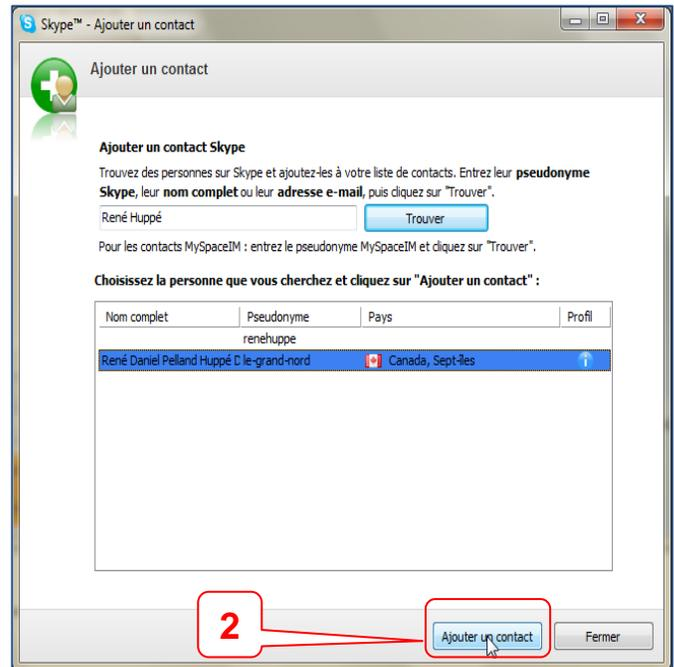 Skype™ - Ajouter un contact
Ajouter un contact
Ajouter un contact Skype
Trouvez des personnes sur Skype et ajoutez-les à votre liste de contacts. Entrez leur pseudonyme
Skype, leur nom complet ou leur adresse e-mail, puis cliquez sur "Trouver".
René Huppé
Trouver
Pour les contacts MySpaceIM : entrez le pseudonyme MySpaceIM et cliquez sur "Trouver".
Choisissez la personne que vous cherchez et cliquez sur "Ajouter un contact" :
Nom complet Pseudonyme Pays Profil
renehuppe
René Daniel Pelland Huppé D le-grand-nord Canada, Sept-îles
2
Ajouter un contact Fermer